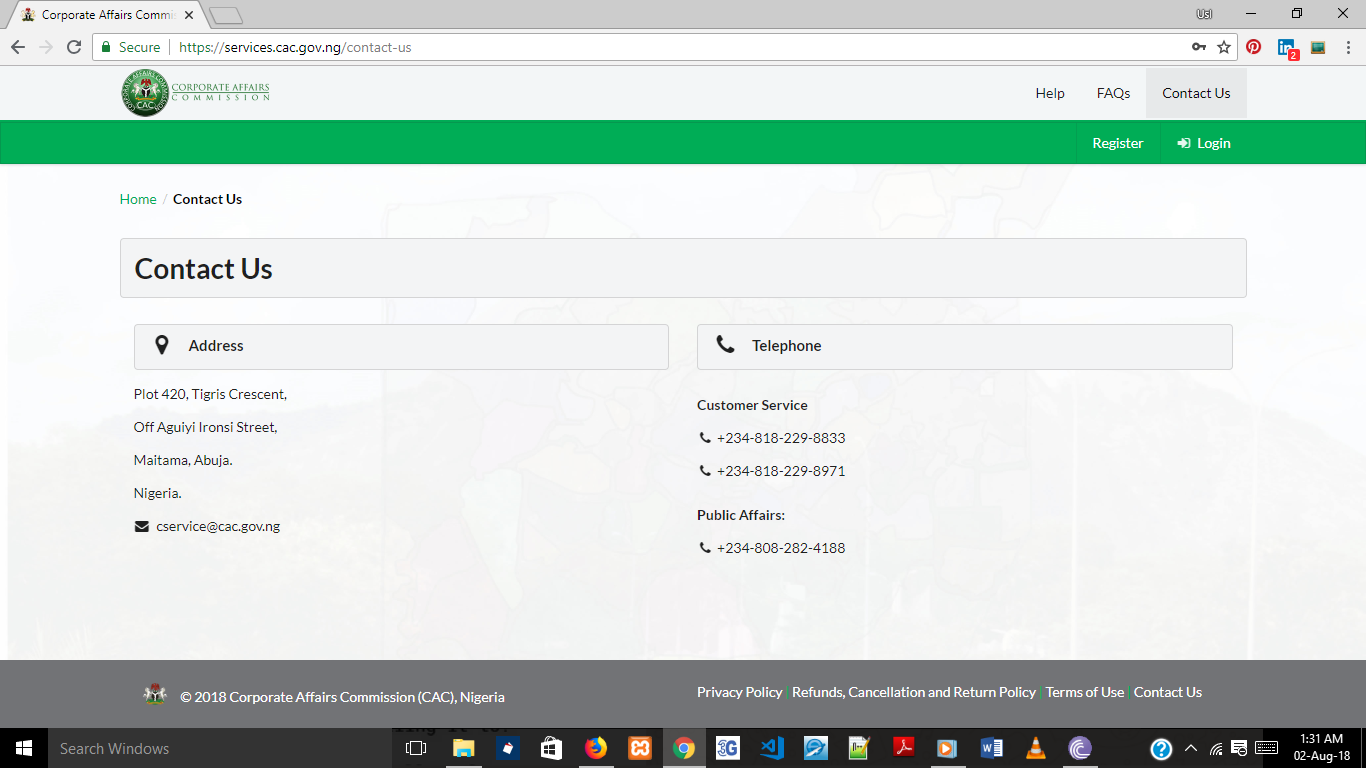 Corporate Affairs Commi
Usi
Secure
https://services.cac.gov.ng/contact-us
2
CORPORATE AFFAIRS
COMMISSION
CAC
Help
FAQs
Contact Us
Register
Login
Home / Contact Us
Contact Us
Address
Plot 420, Tigris Crescent,
Off Aguiyi Ironsi Street,
Maitama, Abuja.
Nigeria.
cservice@cac.gov.ng
Telephone
Customer Service
+234-818-229-8833
+234-818-229-8971
Public Affairs:
+234-808-282-4188
© 2018 Corporate Affairs Commission (CAC), Nigeria
Privacy Policy | Refunds, Cancellation and Return Policy | Terms of Use | Contact Us
Search Windows
3G
1:31 AM
02-Aug-18